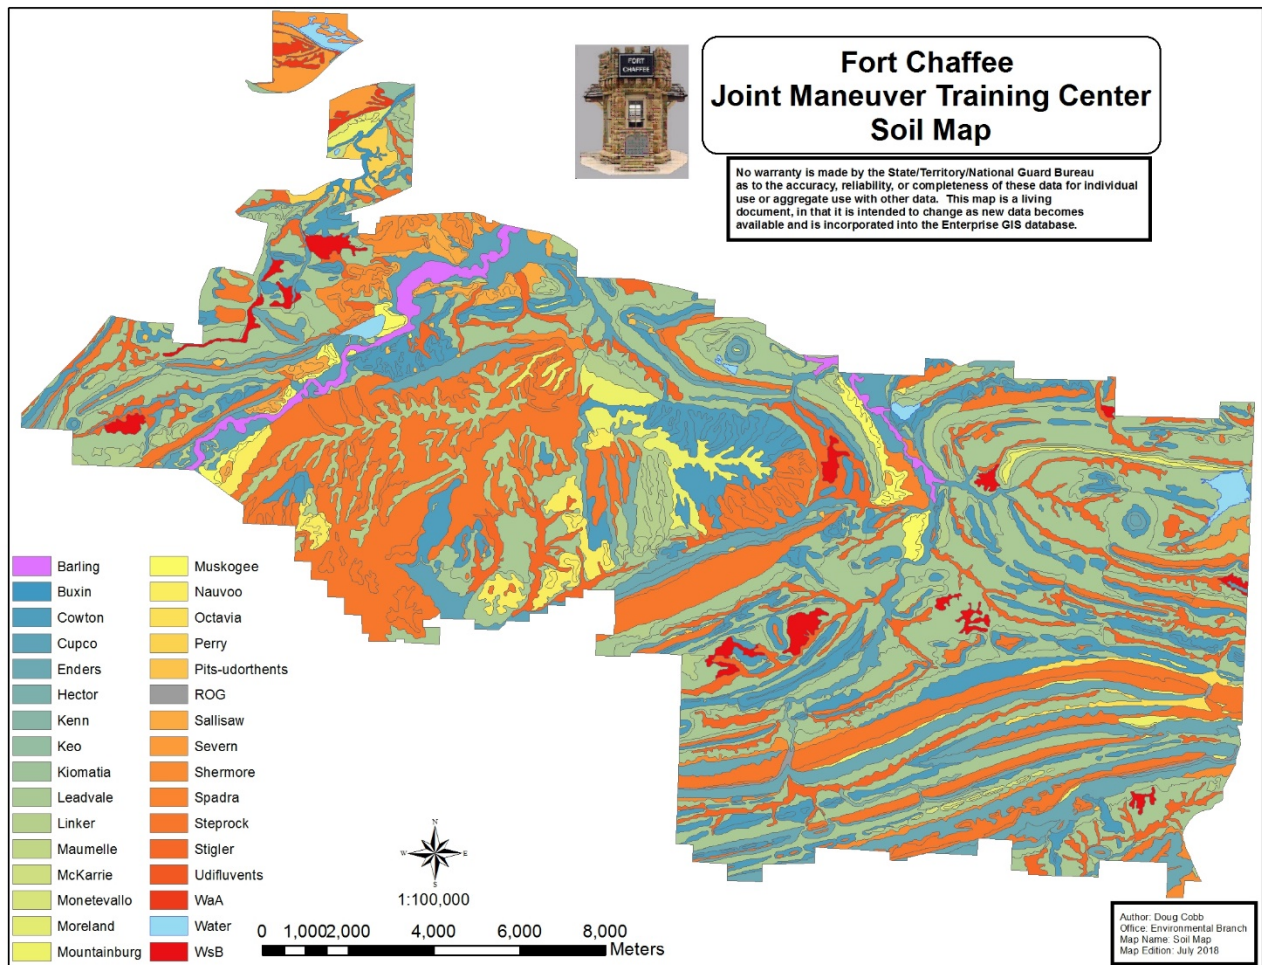 FORT
CHAFFEE
Fort Chaffee
Joint Maneuver Training Center
Soil Map
No warranty is made by the State/Territory/National Guard Bureau
as to the accuracy, reliability, or completeness of these data for individual
use or aggregate use with other data. This map is a living
document, in that it is intended to change as new data becomes
available and is incorporated into the Enterprise GIS database.
Barling
Buxin
Cowton
Cupco
Enders
Hector
Kenn
Keo
Kiomatia
Leadvale
Linker
Maumelle
McKarrie
Monetevallo
Moreland
Mountainburg
Muskogee
Nauvoo
Octavia
Perry
Pits-udorthents
ROG
Sallisaw
Severn
Shermore
Spadra
Steprock
Stigler
Udifluvents
WaA
Water
WsB
N
W E
S
1:100,000
0 1,0002,000 4,000 6,000 8,000
Meters
Author: Doug Cobb
Office: Environmental Branch
Map Name: Soil Map
Map Edition: July 2018